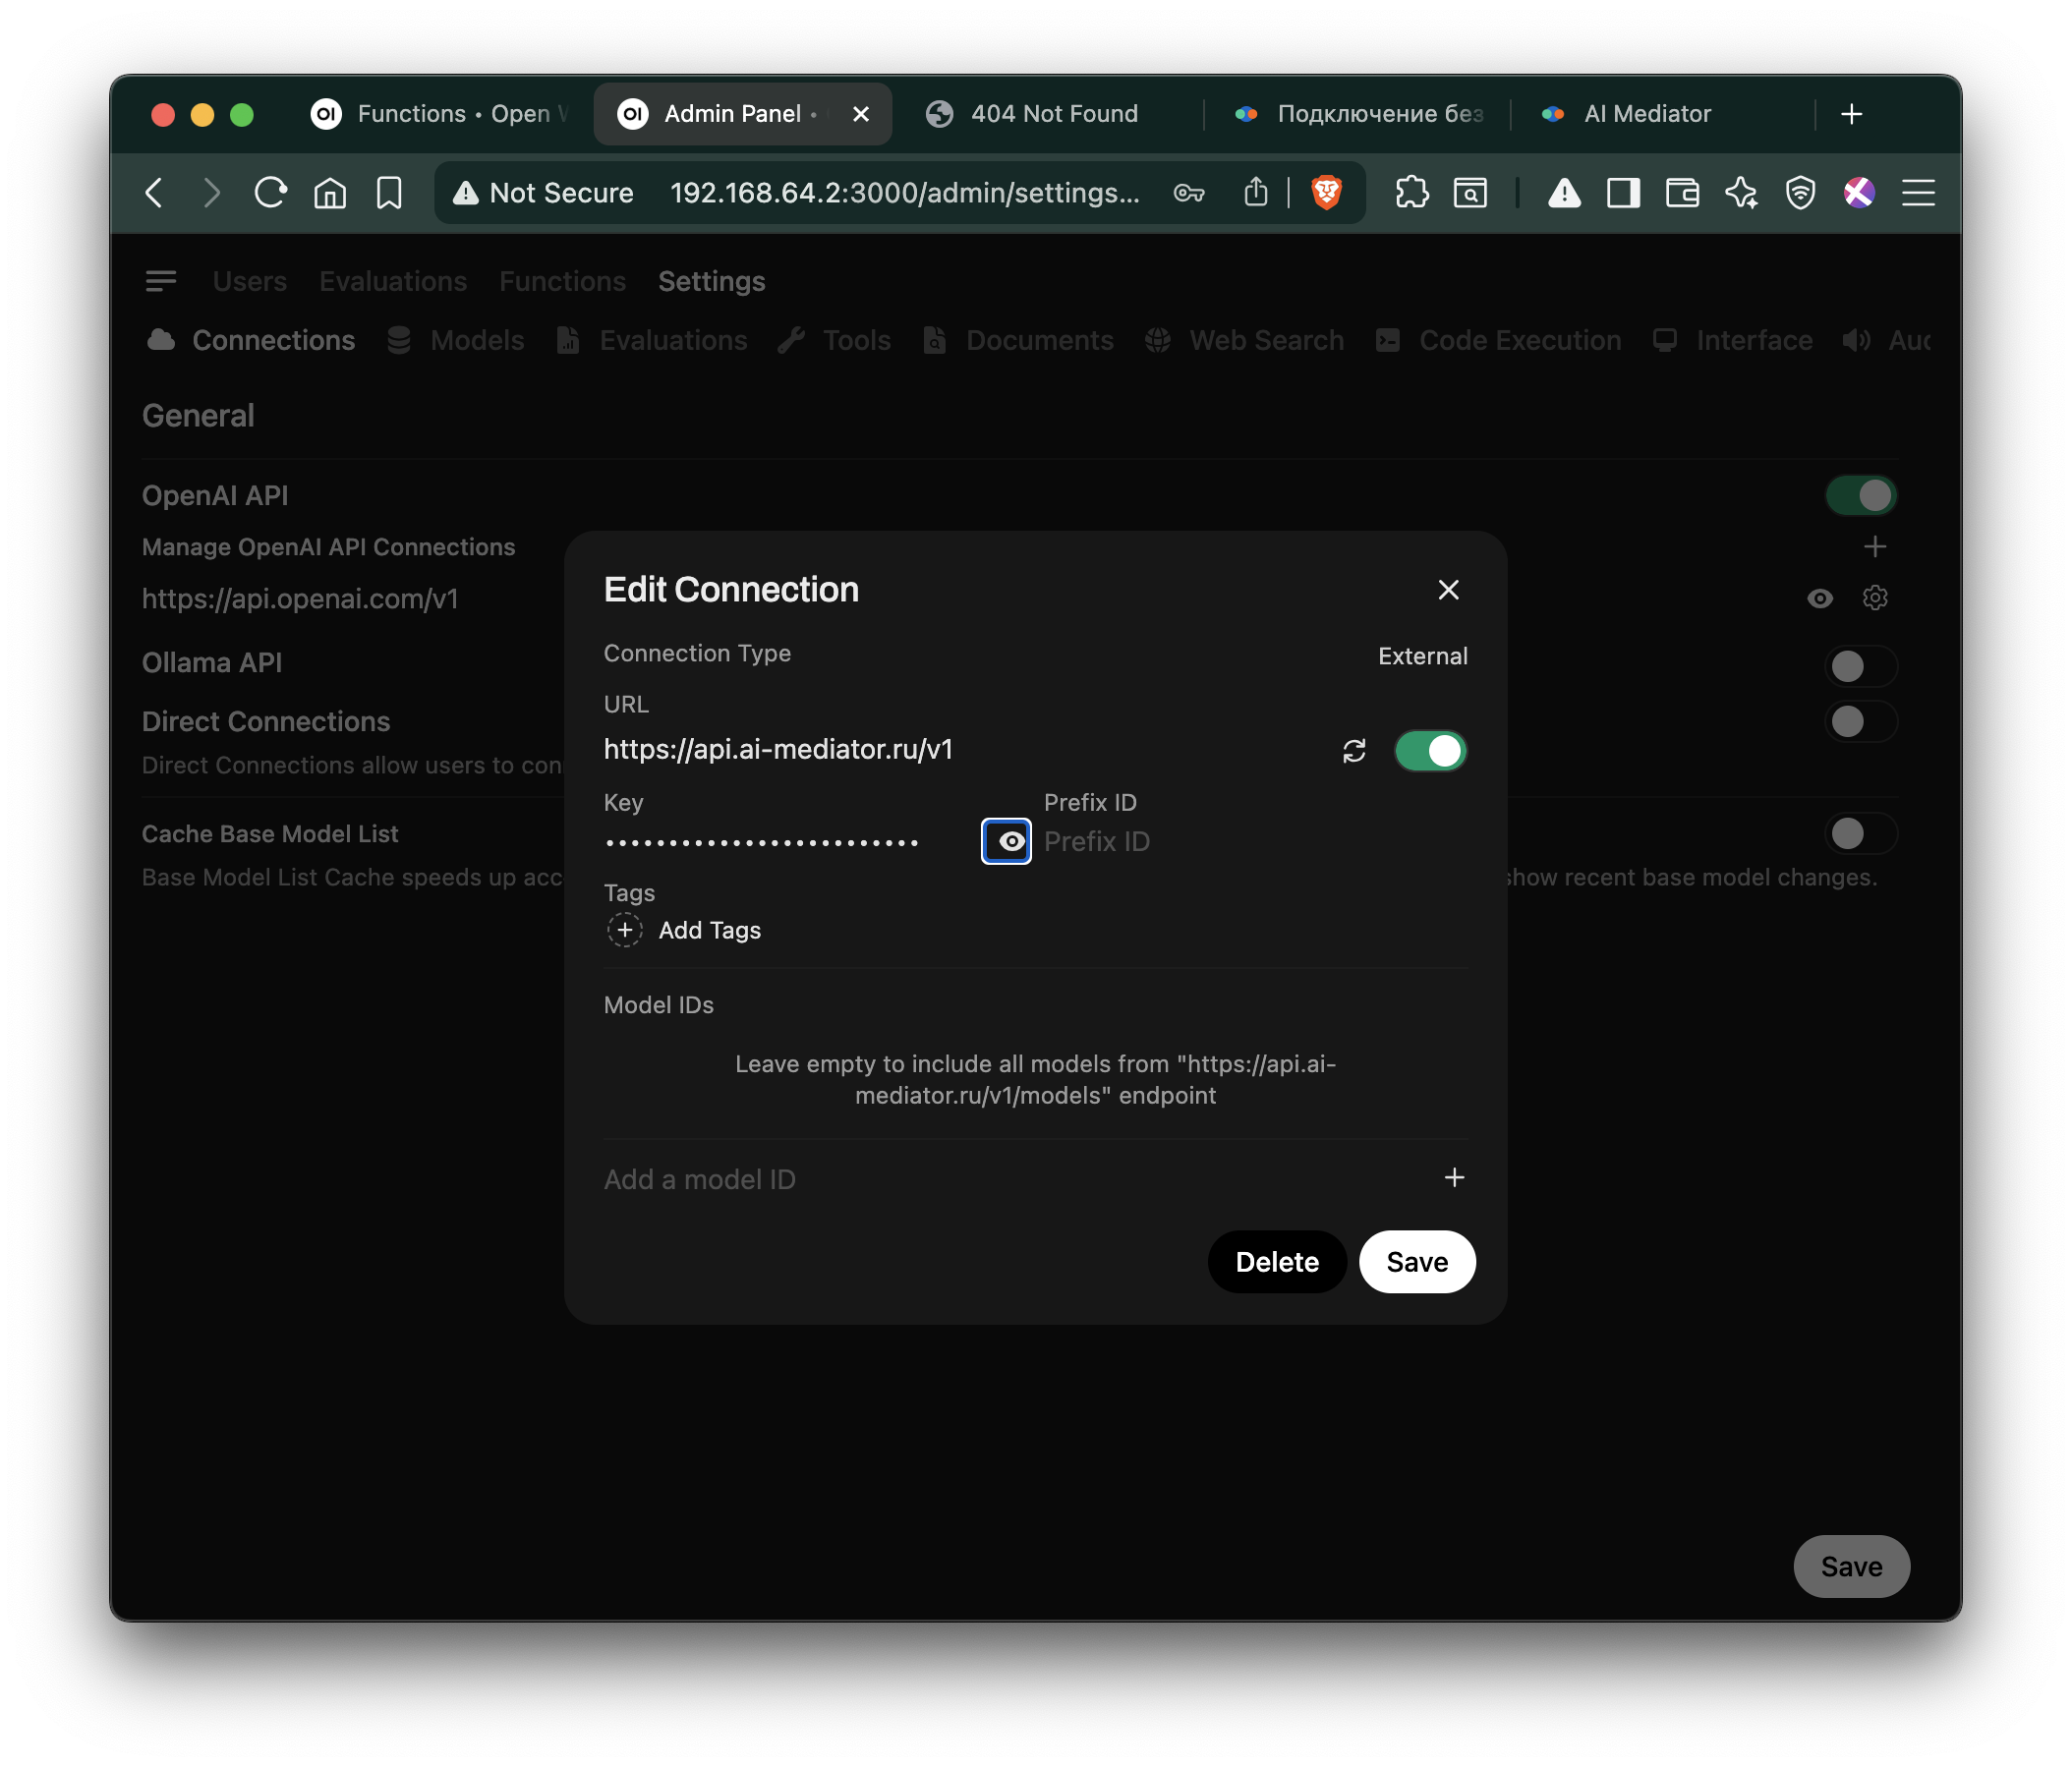 Functions • Open
Admin Panel •
404 Not Found
Подключение без
AI Mediator
Not Secure
192.168.64.2:3000/admin/settings...
Users
Evaluations
Functions
Settings
Connections
Models
Evaluations
Tools
Documents
Web Search
Code Execution
Interface
General
OpenAI API
Manage OpenAI API Connections
https://api.openai.com/v1
Ollama API
Direct Connections
Direct Connections allow users to
Cache Base Model List
Base Model List Cache speeds up
show recent base model changes.
Edit Connection
Connection Type
External
URL
https://api.ai-mediator.ru/v1
Key
Prefix ID
Prefix ID
Tags
Add Tags
Model IDs
Leave empty to include all models from "https://api.ai-
mediator.ru/v1/models" endpoint
Add a model ID
Delete
Save
Save